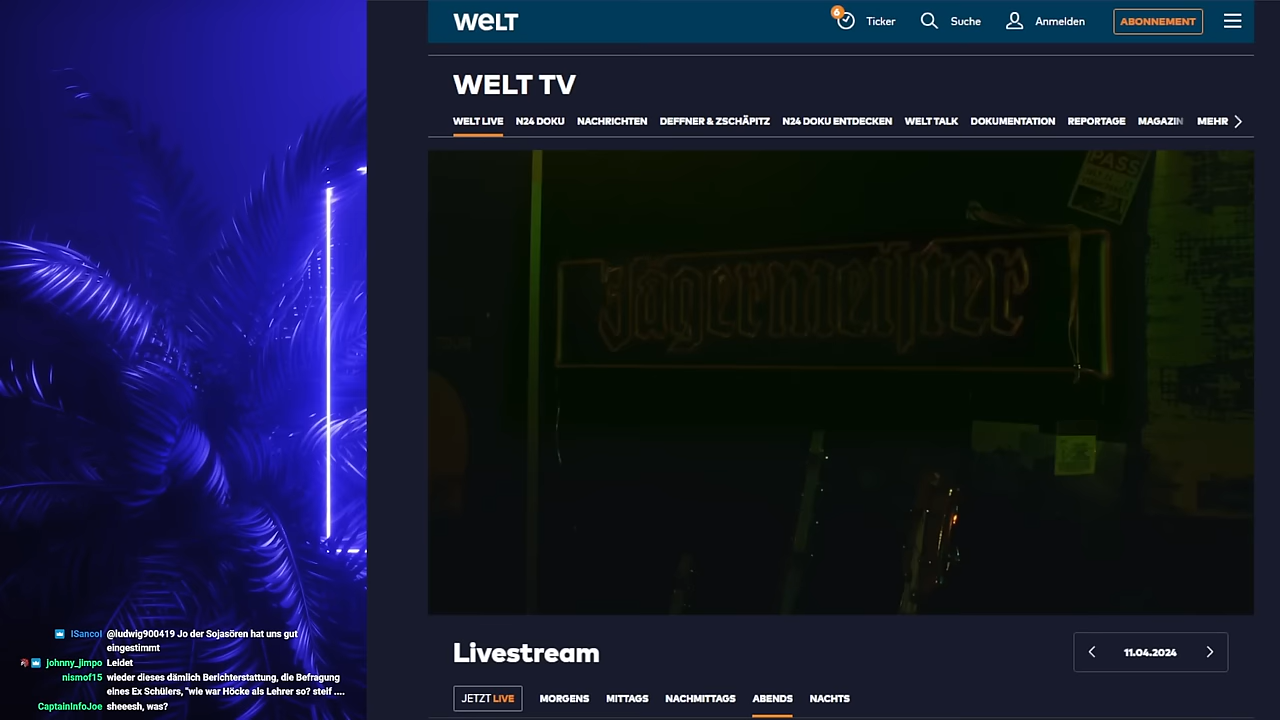 welt
6
Ticker
Suche
Anmelden
ABONNEMENT
WELT TV
WELT LIVE
N24 DOKU
NACHRICHTEN
DEFFNER & ZSCHÄPITZ
N24 DOKU ENTDECKEN
WELT TALK
DOKUMENTATION
REPORTAGE
MAGAZIN
MEHR
PASS
Jägermeiſter
Livestream
11.04.2024
JETZT LIVE
MORGENS
MITTAGS
NACHMITTAGS
ABENDS
NACHTS
ISancoI @ludwig900419 Jo der Sojasören hat uns gut
eingestimmt
johnny_jimpo Leidet
nismof15 wieder dieses dämlich Berichterstattung, die Befragung
eines Ex Schülers, "wie war Höcke als Lehrer so? steif ....
CaptainInfoJoe sheeesh, was?